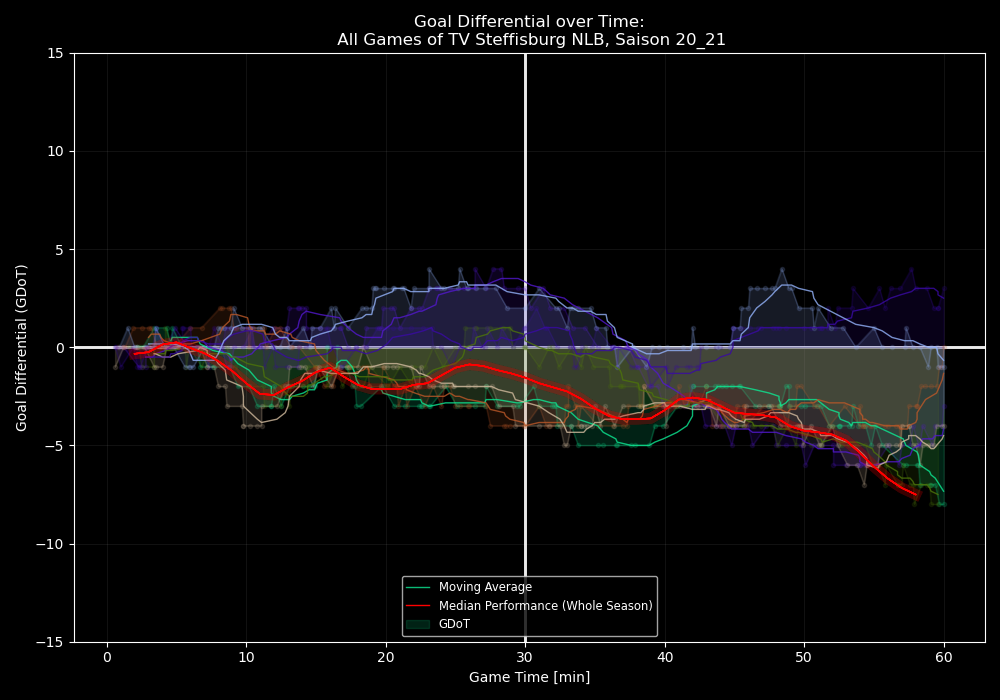 Goal Differential over Time:
All Games of TV Steffisburg NLB, Saison 20_21
15
10
5
0
−5
−10
−15
Goal Differential (GDoT)
0
10
20
30
40
50
60
Game Time [min]
Moving Average
Median Performance (Whole Season)
GDoT